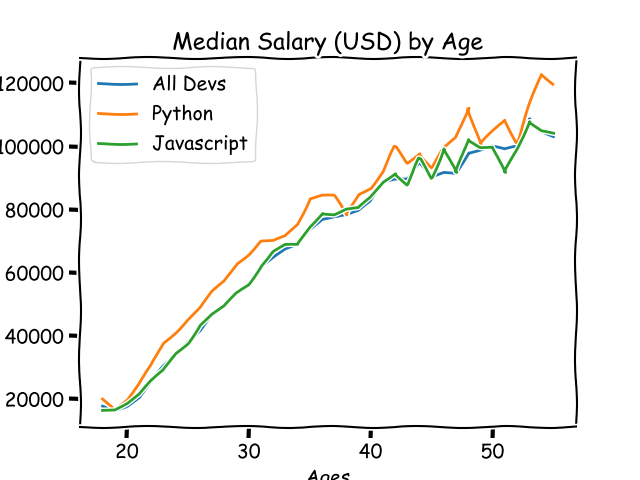 Median Salary (USD) by Age
All Devs
Python
Javascript
120000
100000
80000
60000
40000
20000
20 30 40 50
Ages